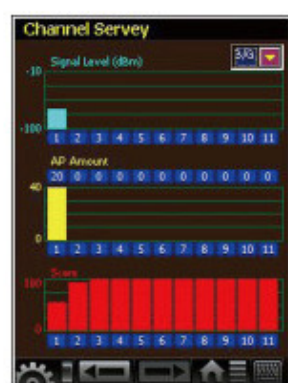 Channel Servey
Signal Level (dBm)
-10
-100
1 2 3 4 5 6 7 8 9 10 11
AP Amount
20 0 0 0 0 0 0 0 0 0 0
40
0
1 2 3 4 5 6 7 8 9 10 11
Score
100
0
1 2 3 4 5 6 7 8 9 10 11